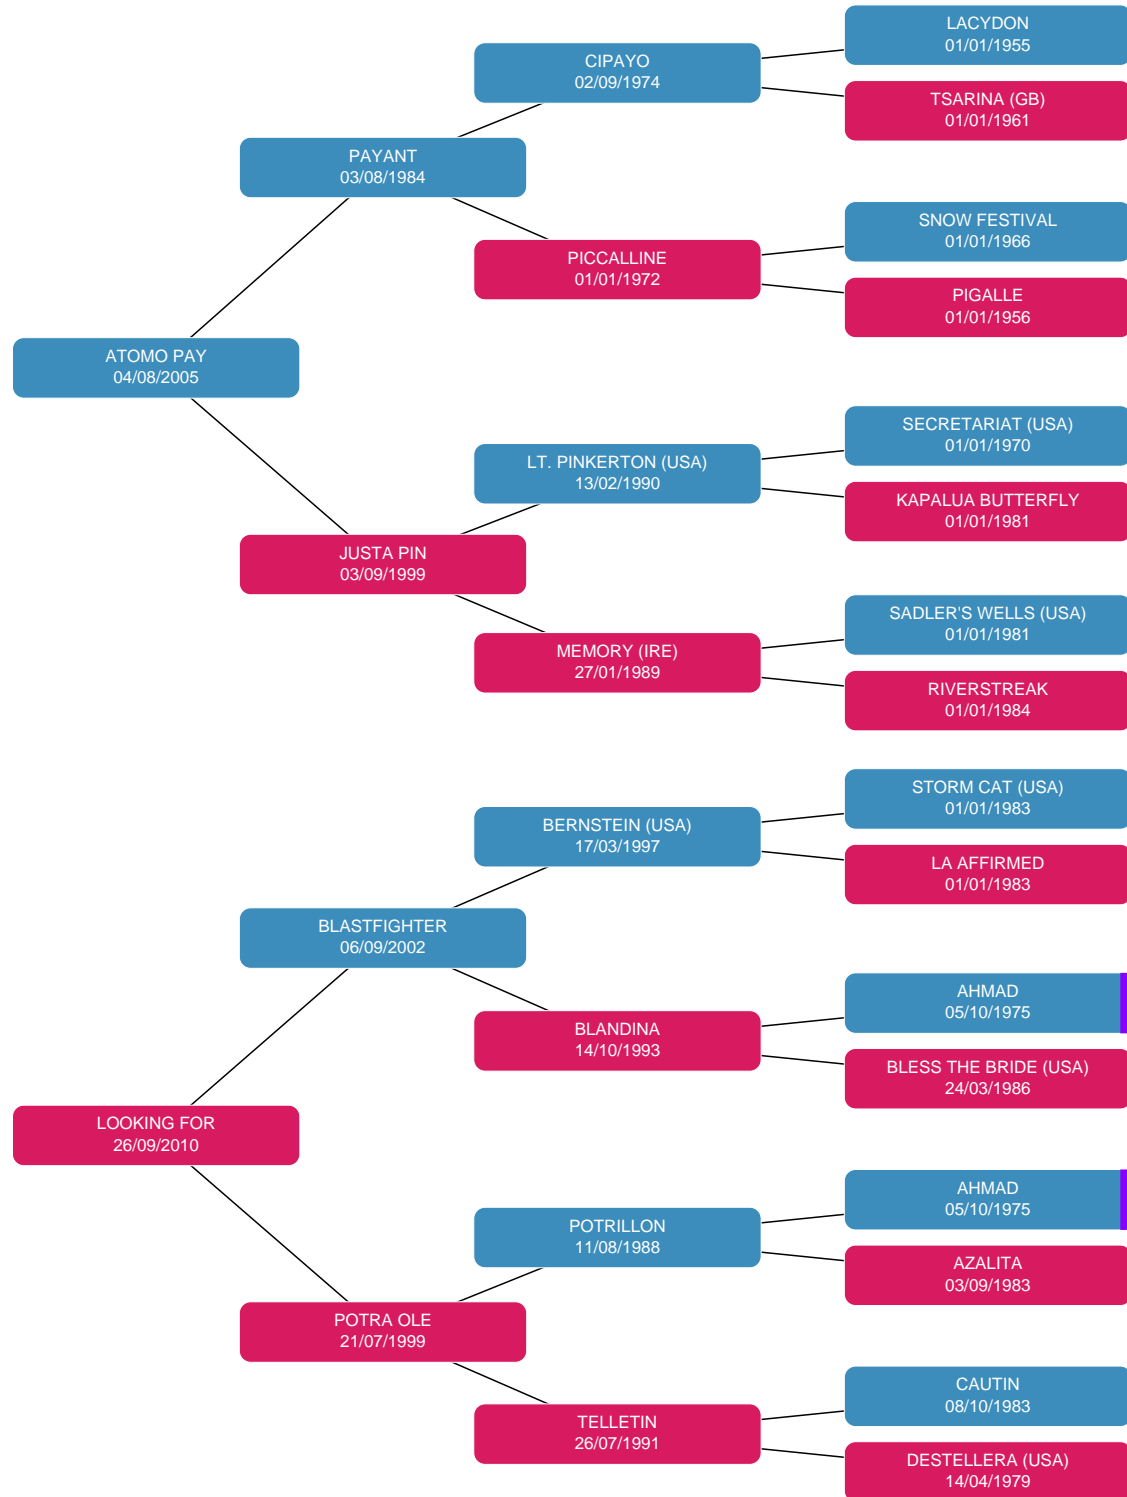 LACYDON
01/01/1955
CIPAYO
02/09/1974
TSARINA (GB)
01/01/1961
PAYANT
03/08/1984
SNOW FESTIVAL
01/01/1966
PICCALLINE
01/01/1972
PIGALLE
01/01/1956
ATOMO PAY
04/08/2005
SECRETARIAT (USA)
01/01/1970
LT. PINKERTON (USA)
13/02/1990
KAPALUA BUTTERFLY
01/01/1981
JUSTA PIN
03/09/1999
SADLER'S WELLS (USA)
01/01/1981
MEMORY (IRE)
27/01/1989
RIVERSTREAK
01/01/1984
STORM CAT (USA)
01/01/1983
BERNSTEIN (USA)
17/03/1997
LA AFFIRMED
01/01/1983
BLASTFIGHTER
06/09/2002
AHMAD
05/10/1975
BLANDINA
14/10/1993
BLESS THE BRIDE (USA)
24/03/1986
LOOKING FOR
26/09/2010
AHMAD
05/10/1975
POTRILLON
11/08/1988
AZALITA
03/09/1983
POTRA OLE
21/07/1999
CAUTIN
08/10/1983
TELLETIN
26/07/1991
DESTELLERA (USA)
14/04/1979